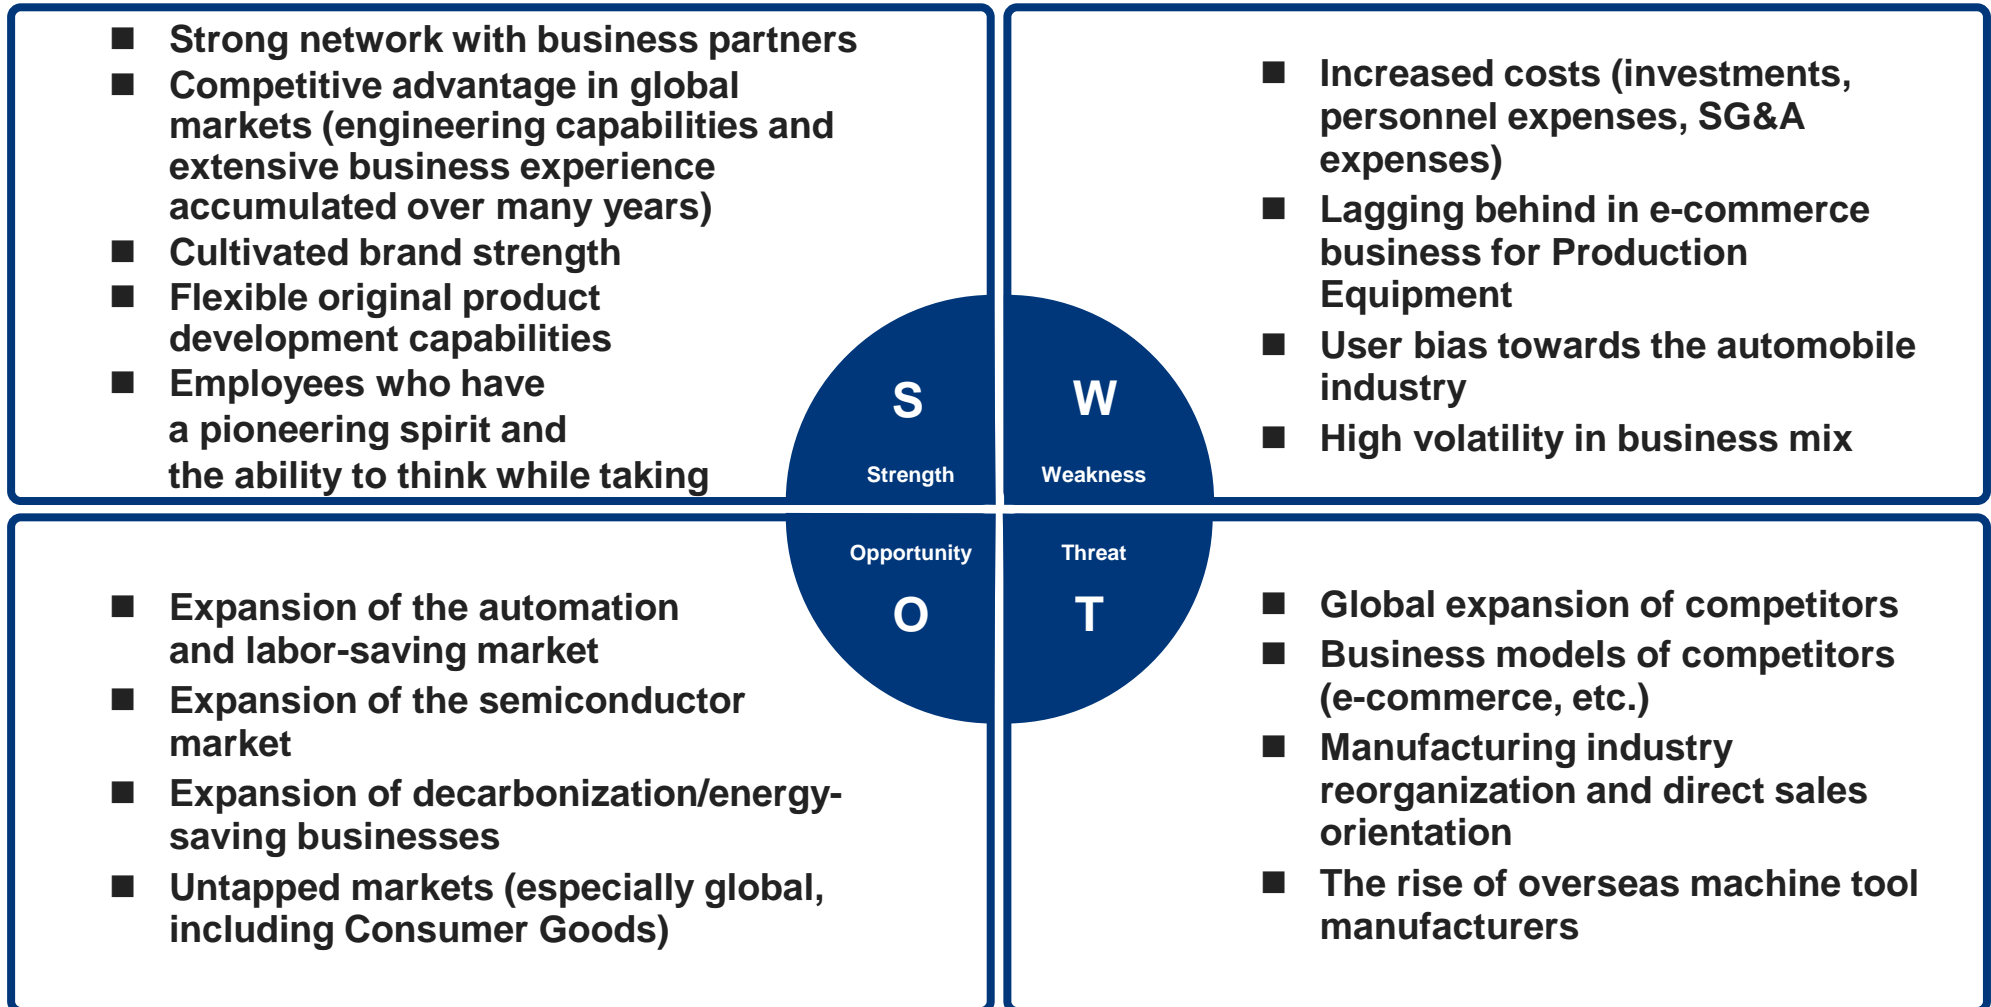 ■ Strong network with business partners
■ Competitive advantage in global
markets (engineering capabilities and
extensive business experience
accumulated over many years)
■ Cultivated brand strength
■ Flexible original product
development capabilities
■ Employees who have
a pioneering spirit and
the ability to think while taking
S
Strength
■ Increased costs (investments,
personnel expenses, SG&A
expenses)
■ Lagging behind in e-commerce
business for Production
Equipment
■ User bias towards the automobile
industry
■ High volatility in business mix
W
Weakness
Opportunity
O
■ Expansion of the automation
and labor-saving market
■ Expansion of the semiconductor
market
■ Expansion of decarbonization/energy-
saving businesses
■ Untapped markets (especially global,
including Consumer Goods)
Threat
T
■ Global expansion of competitors
■ Business models of competitors
(e-commerce, etc.)
■ Manufacturing industry
reorganization and direct sales
orientation
■ The rise of overseas machine tool
manufacturers